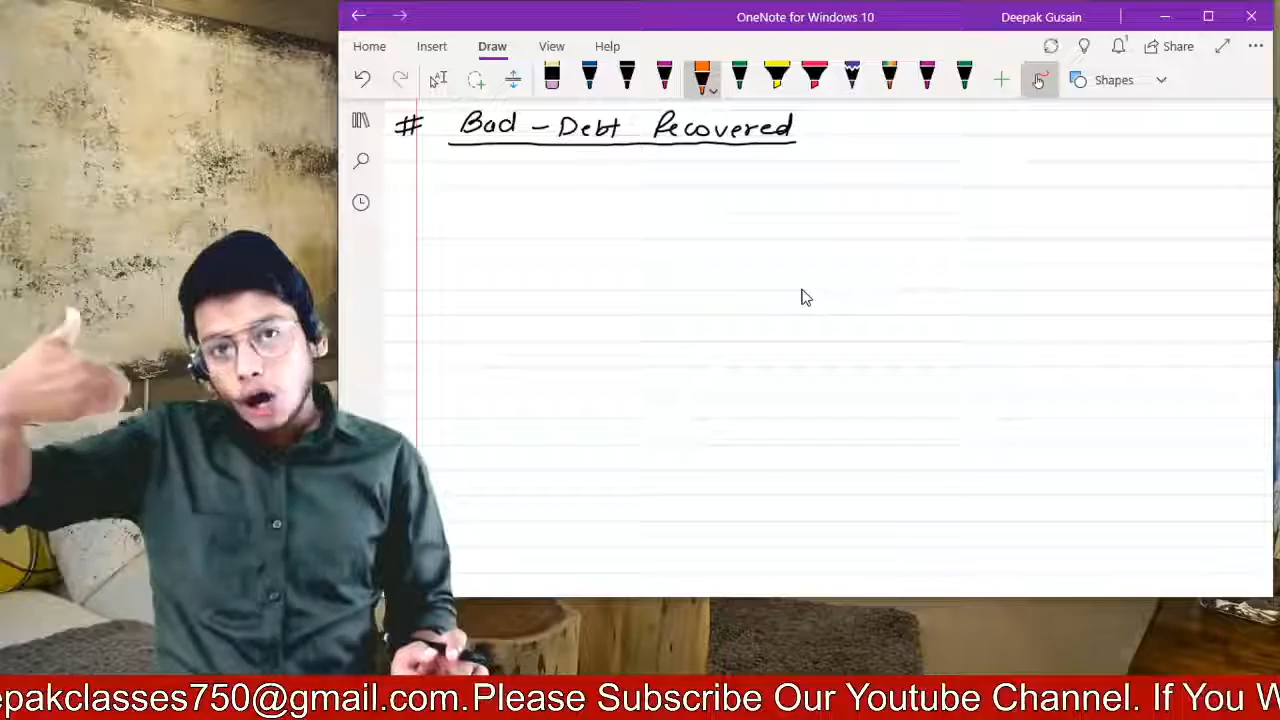 OneNote for Windows 10
Deepak Gusain
Home Insert Draw View Help
Share
Shapes
# Bad - Debt Recovered
epakclasses750@gmail.com.Please Subscribe Our Youtube Channel. If You W